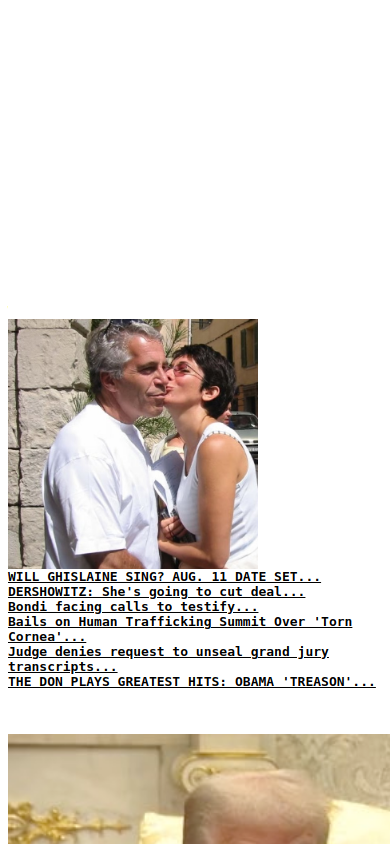 WILL GHISLAINE SING? AUG. 11 DATE SET...
DERSHOWITZ: She's going to cut deal...
Bondi facing calls to testify...
Bails on Human Trafficking Summit Over 'Torn
Cornea'...
Judge denies request to unseal grand jury
transcripts...
THE DON PLAYS GREATEST HITS: OBAMA 'TREASON'...